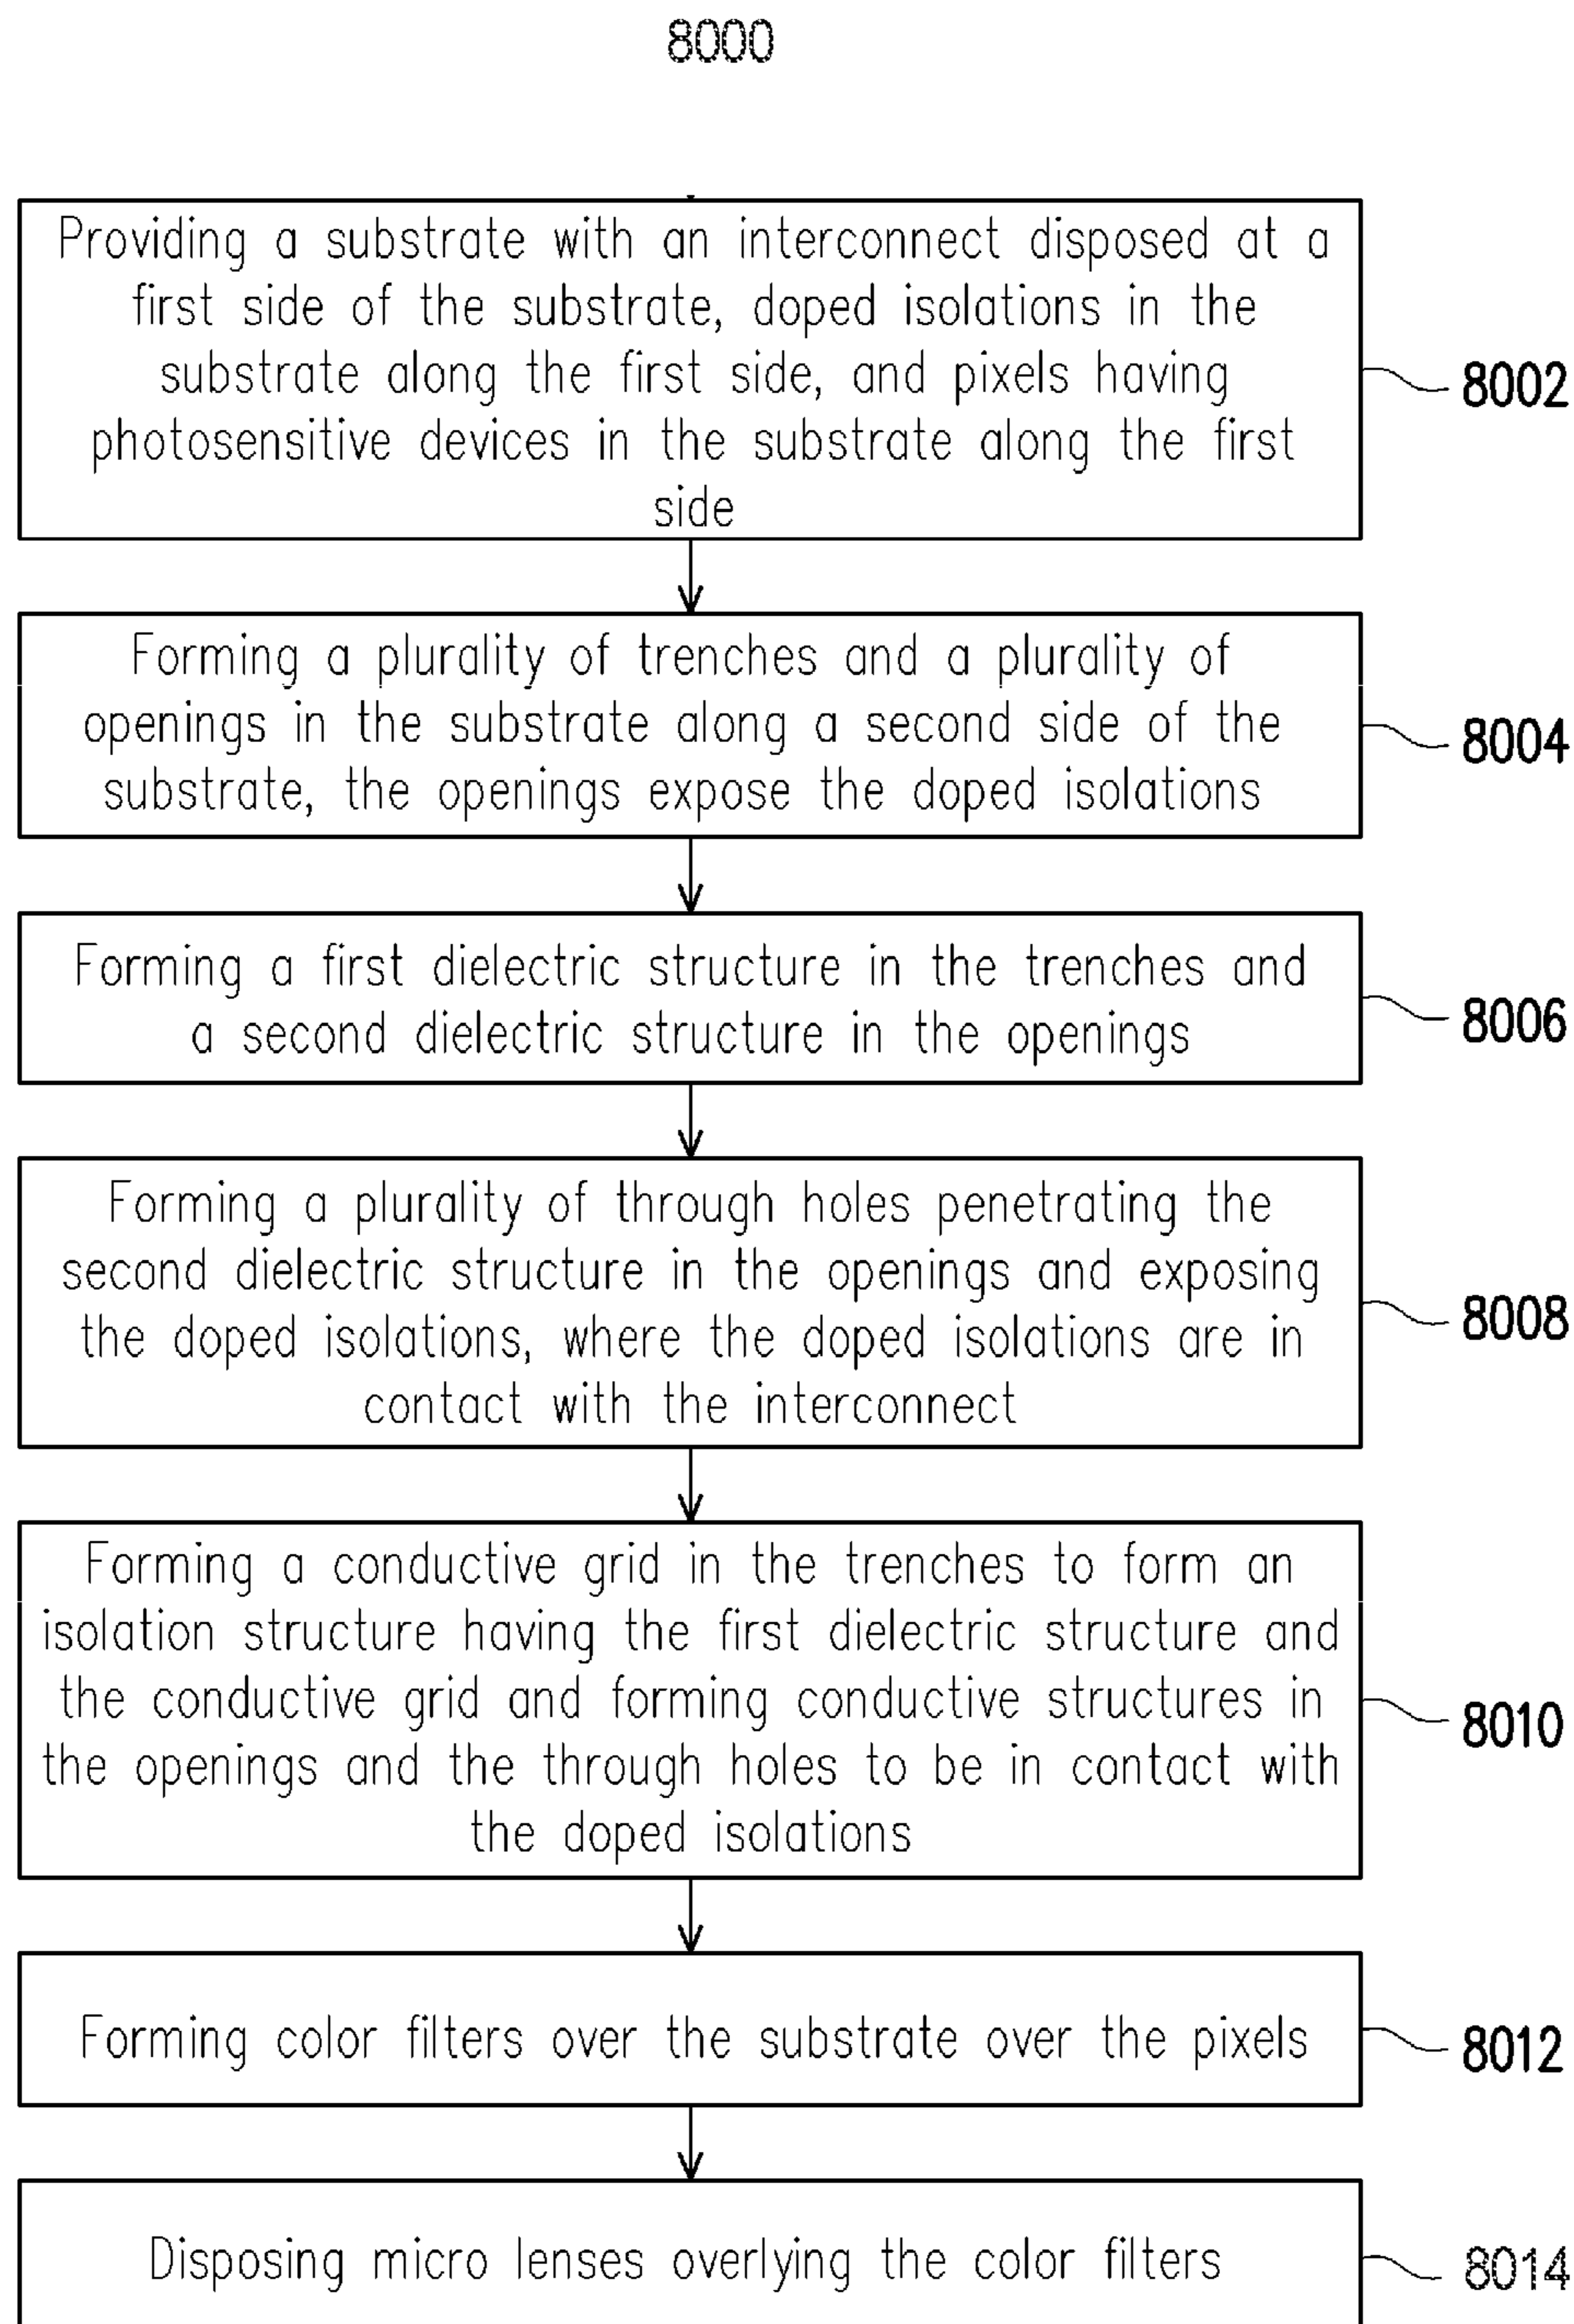 8000
Providing a substrate with an interconnect disposed at a
first side of the substrate, doped isolations in the
substrate along the first side, and pixels having
photosensitive devices in the substrate along the first
side
8002
Forming a plurality of trenches and a plurality of
openings in the substrate along a second side of the
substrate, the openings expose the doped isolations
8004
Forming a first dielectric structure in the trenches and
a second dielectric structure in the openings
8006
Forming a plurality of through holes penetrating the
second dielectric structure in the openings and exposing
the doped isolations, where the doped isolations are in
contact with the interconnect
8008
Forming a conductive grid in the trenches to form an
isolation structure having the first dielectric structure and
the conductive grid and forming conductive structures in
the openings and the through holes to be in contact with
the doped isolations
8010
Forming color filters over the substrate over the pixels
8012
Disposing micro lenses overlying the color filters
8014